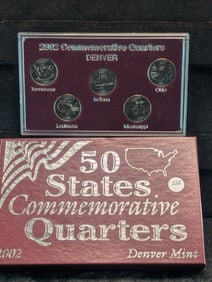 2002 Commemorative Quarters
DENVER
Tennessee
Indiana
Ohio
Louisiana
Mississippi
50
States
Commemorative
Quarters
2002
Denver Mint